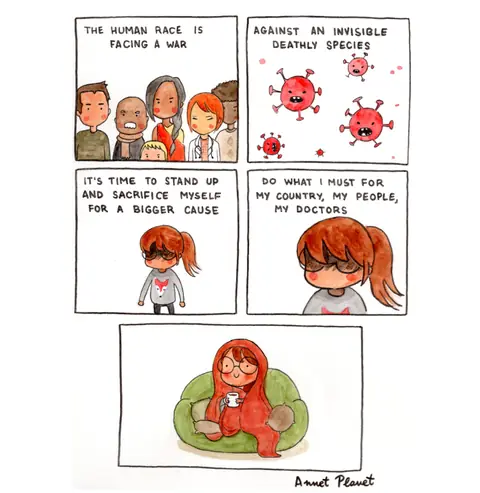 THE HUMAN RACE IS
FACING A WAR
AGAINST AN INVISIBLE
DEATHLY SPECIES
IT'S TIME TO STAND UP
AND SACRIFICE MYSELF
FOR A BIGGER CAUSE
DO WHAT I MUST FOR
MY COUNTRY, MY PEOPLE,
MY DOCTORS
Annet Planet